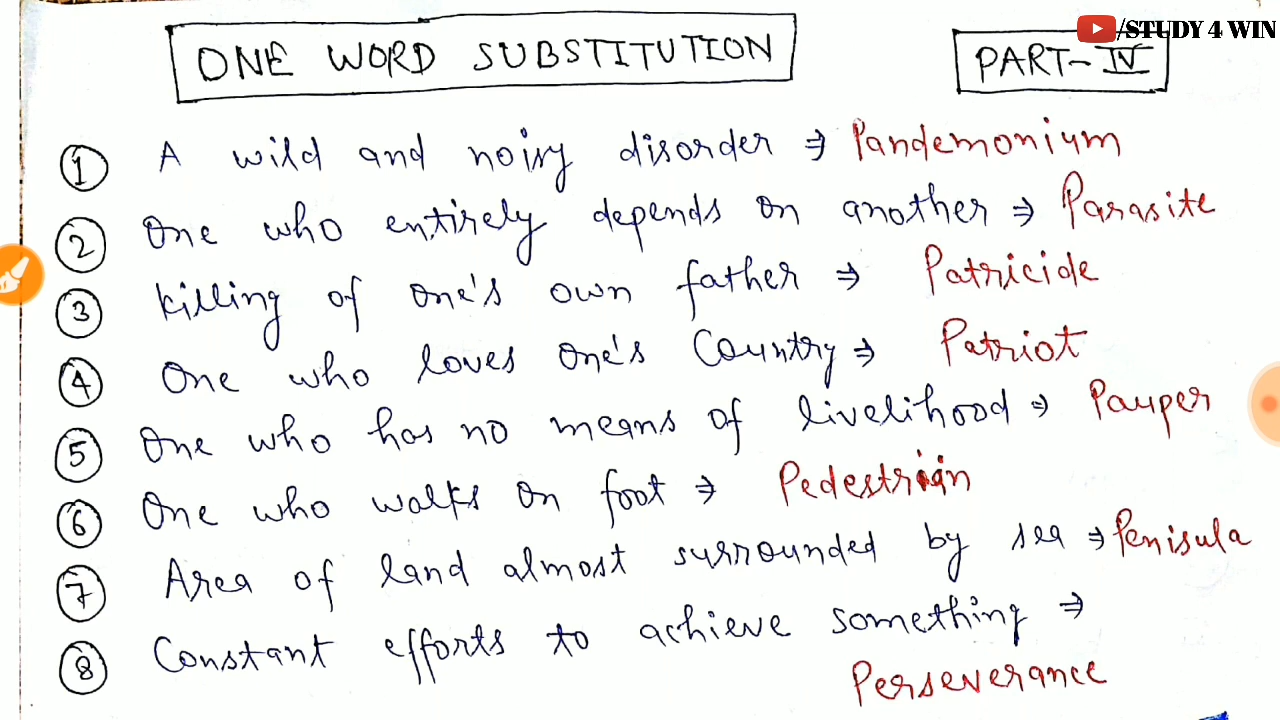 /STUDY 4 WIN
ONE WORD SUBSTITUTION PART-IV
1 A wild and noisy disorder ⇒ Pandemonium
2 One who entirely depends on another ⇒ Parasite
3 Killing of one's own father ⇒ Patricide
4 One who loves one's Country ⇒ Patriot
5 One who has no means of livelihood ⇒ Pauper
6 One who walks on foot ⇒ Pedestrian
7 Area of land almost surrounded by sea ⇒ Penisula
8 Constant efforts to achieve something ⇒
Perseverance